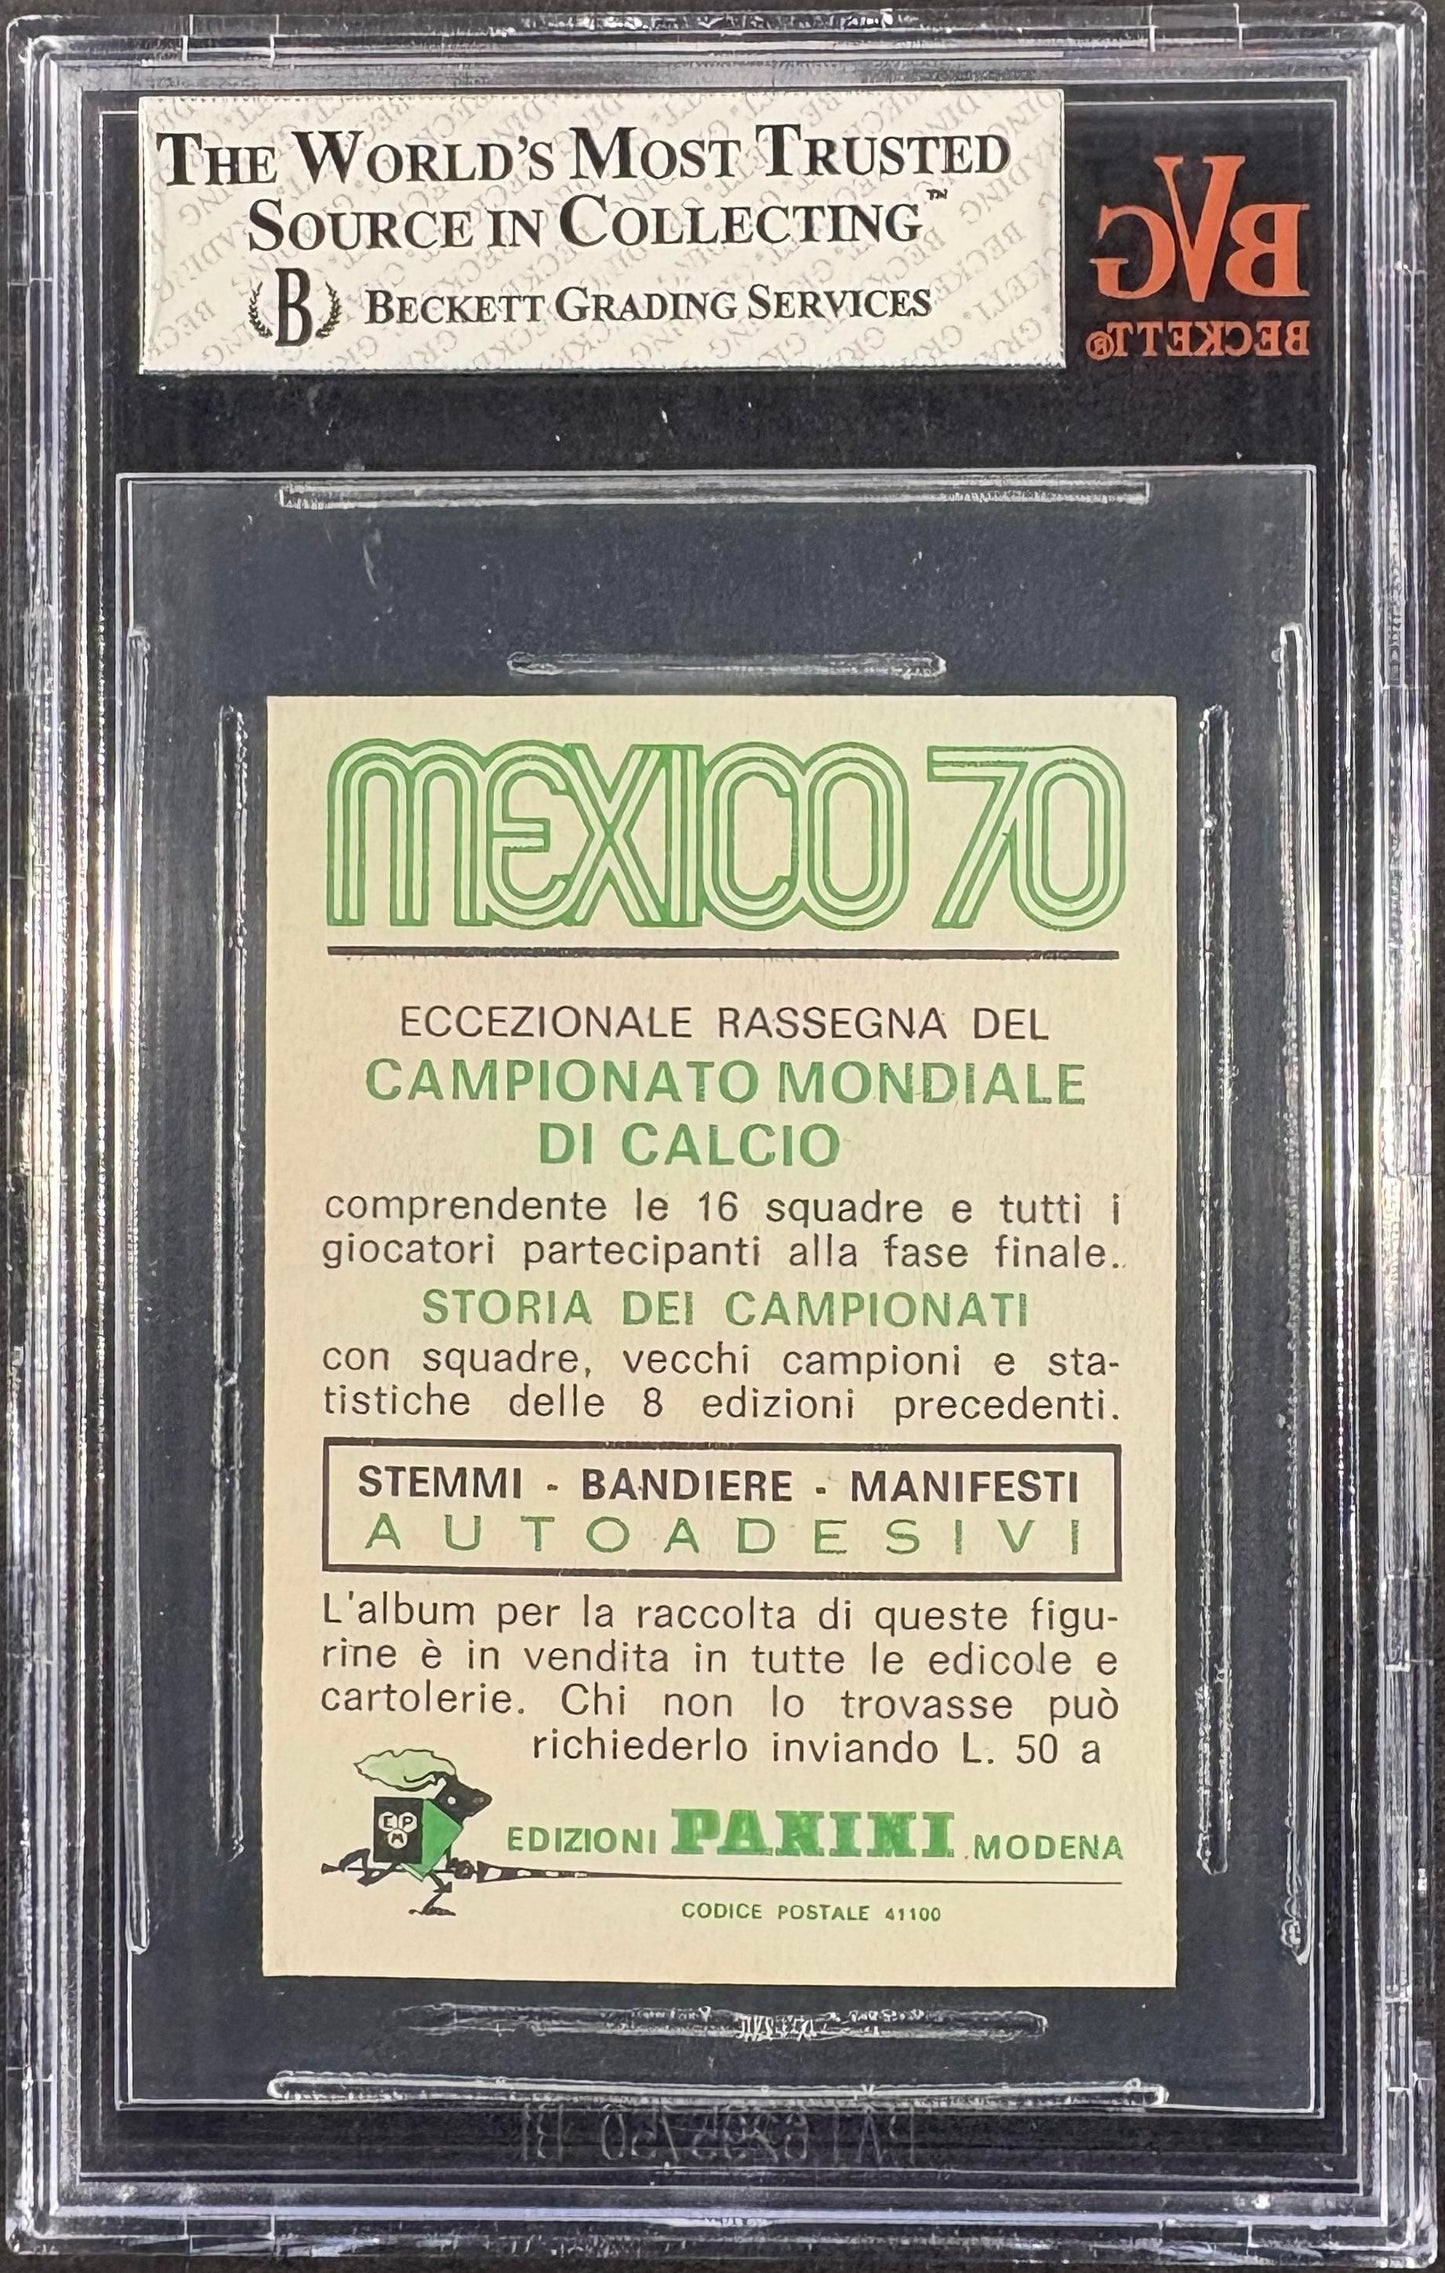 THE WORLD'S MOST TRUSTED
SOURCE IN COLLECTING™
B BECKETT GRADING SERVICES
BVG
BECKETT®
MEXICO 70
ECCEZIONALE RASSEGNA DEL
CAMPIONATO MONDIALE
DI CALCIO
comprendente le 16 squadre e tutti i
giocatori partecipanti alla fase finale.
STORIA DEI CAMPIONATI
con squadre, vecchi campioni e sta-
tistiche delle 8 edizioni precedenti.
STEMMI - BANDIERE - MANIFESTI
AUTOADESIVI
L'album per la raccolta di queste figu-
rine è in vendita in tutte le edicole e
cartolerie. Chi non lo trovasse può
richiederlo inviando L. 50 a
EPM
EDIZIONI PANINI MODENA
CODICE POSTALE 41100